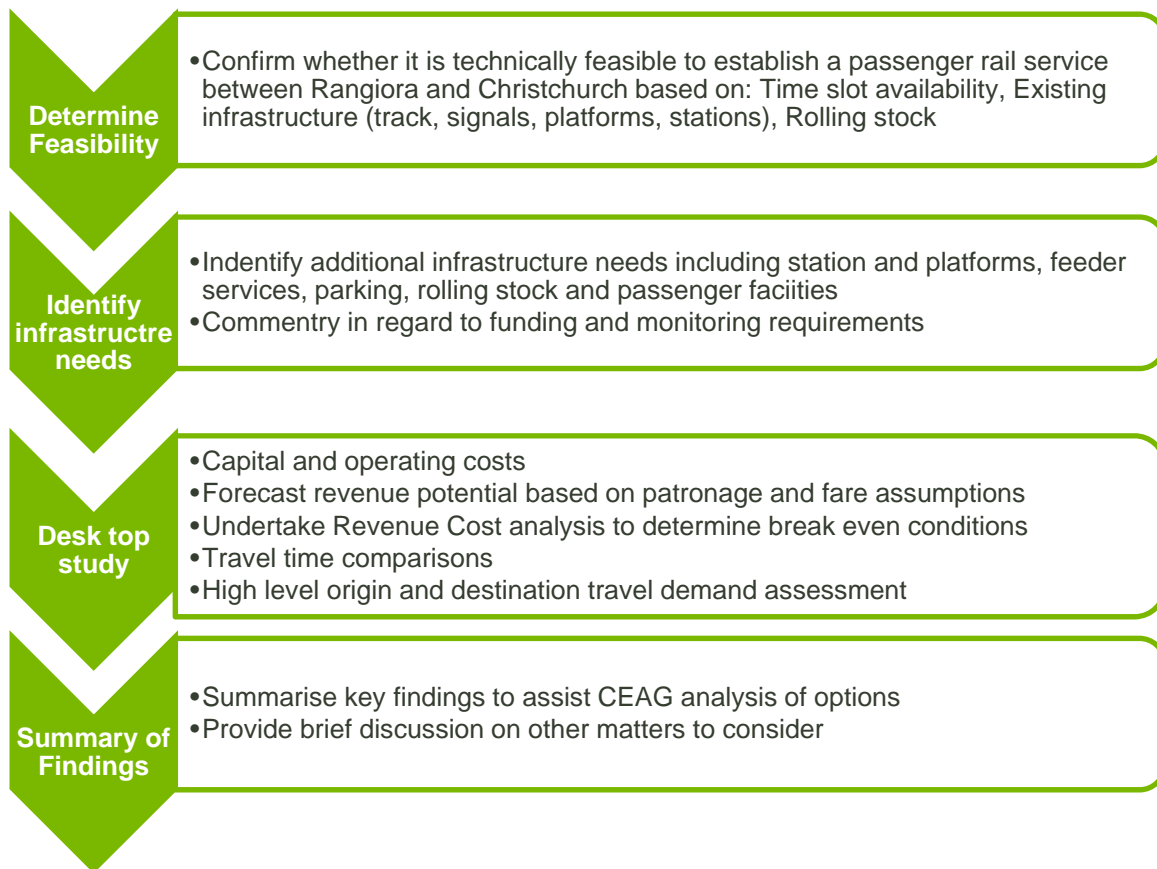 Determine
Feasibility
•Confirm whether it is technically feasible to establish a passenger rail service
between Rangiora and Christchurch based on: Time slot availability, Existing
infrastructure (track, signals, platforms, stations), Rolling stock
Identify
infrastructre
needs
•Indentify additional infrastructure needs including station and platforms, feeder
services, parking, rolling stock and passenger faciities
•Commentry in regard to funding and monitoring requirements
Desk top
study
•Capital and operating costs
•Forecast revenue potential based on patronage and fare assumptions
•Undertake Revenue Cost analysis to determine break even conditions
•Travel time comparisons
•High level origin and destination travel demand assessment
Summary of
Findings
•Summarise key findings to assist CEAG analysis of options
•Provide brief discussion on other matters to consider